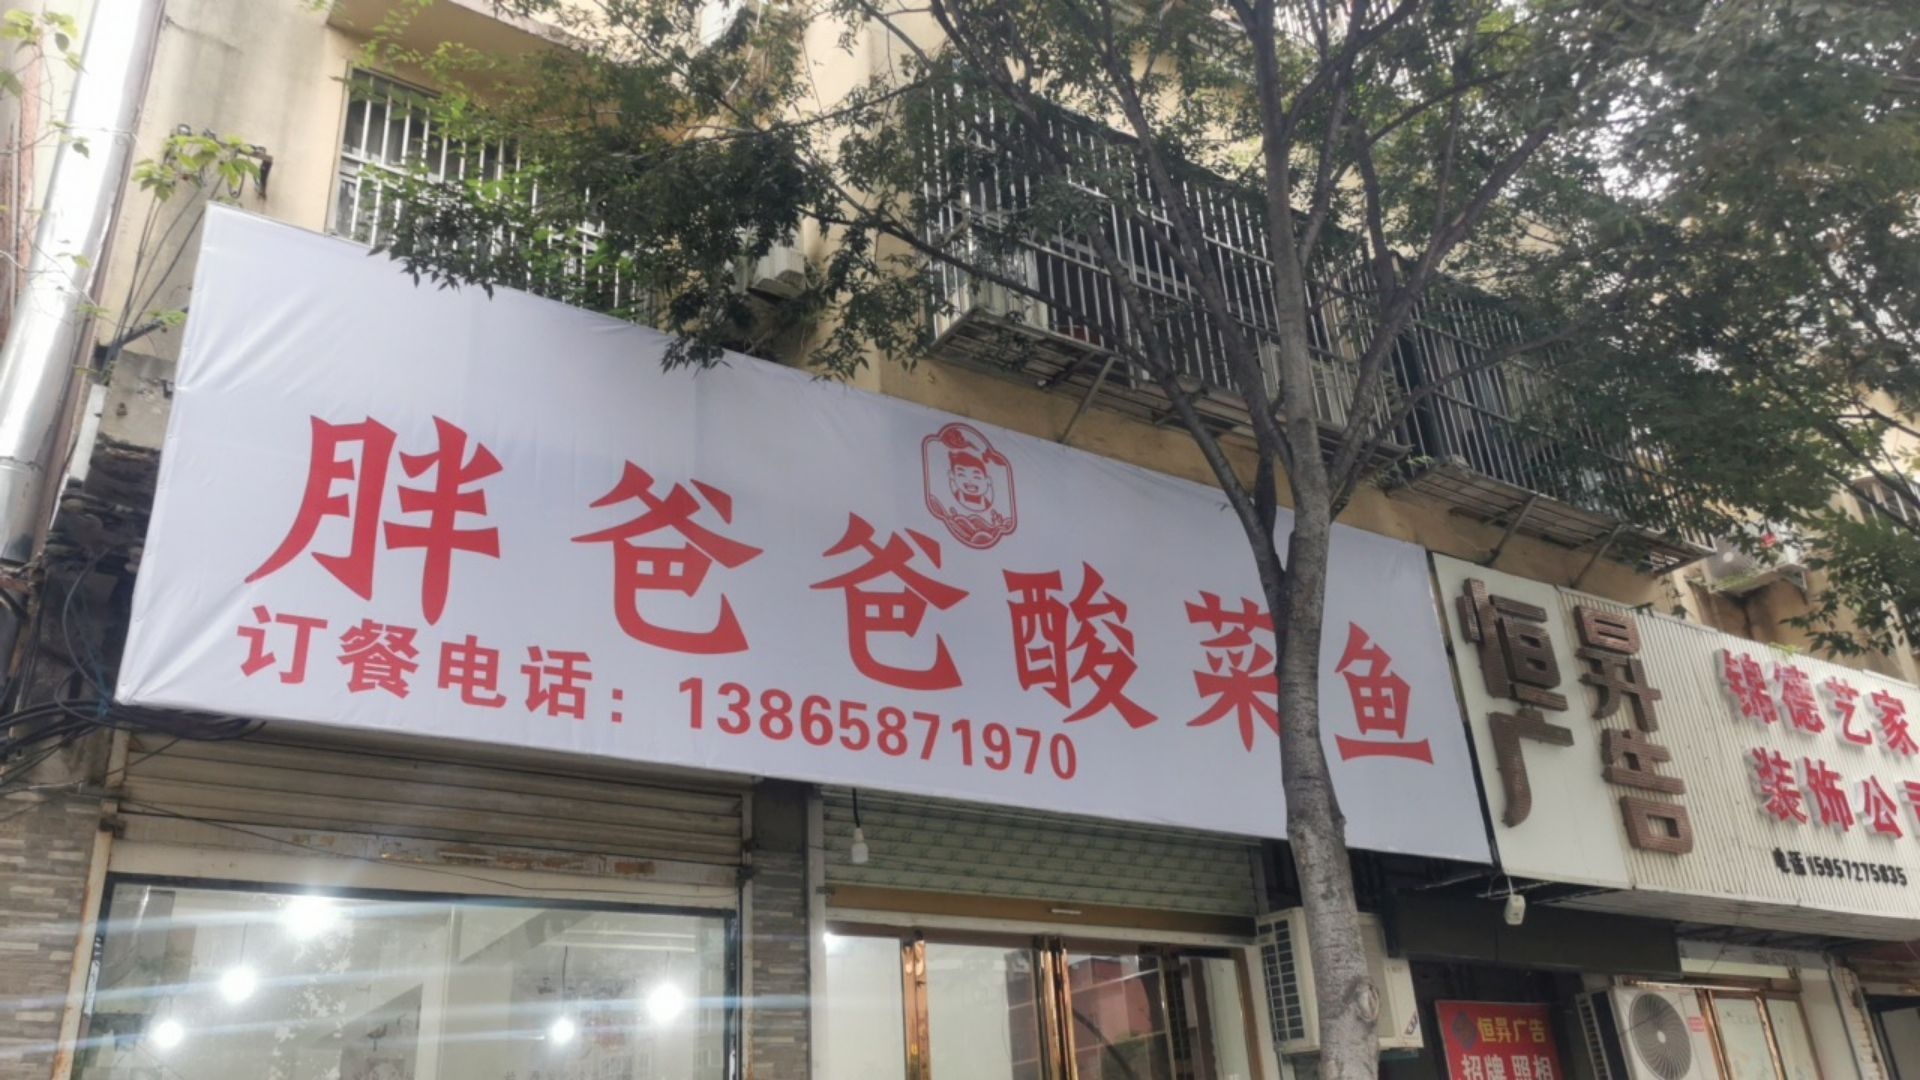 胖爸爸酸菜鱼
订餐电话：13865871970
恒昇
广告
锦德艺家
装饰公司
电话15957275835
恒昇广告
招牌 照相